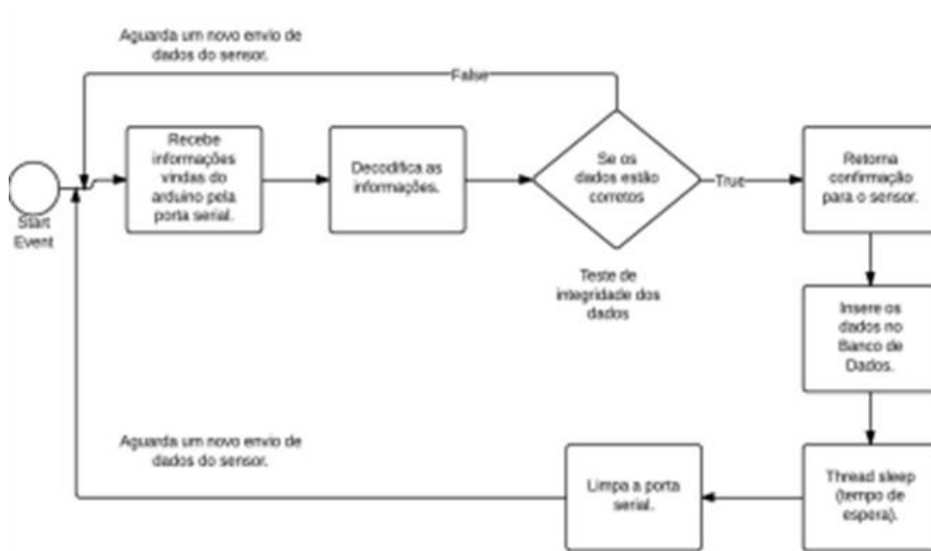 Aguarda um novo envio de
dados do sensor.
False
Recebe
informações
vindas do
arduino pela
porta serial.
Decodifica as
informações.
Se os
dados estão
corretos
True
Retorna
confirmação
para o sensor.
Start
Event
Teste de
integridade dos
dados
Insere os
dados no
Banco de
Dados.
Aguarda um novo envio de
dados do sensor.
Limpa a porta
serial.
Thread sleep
(tempo de
espera).